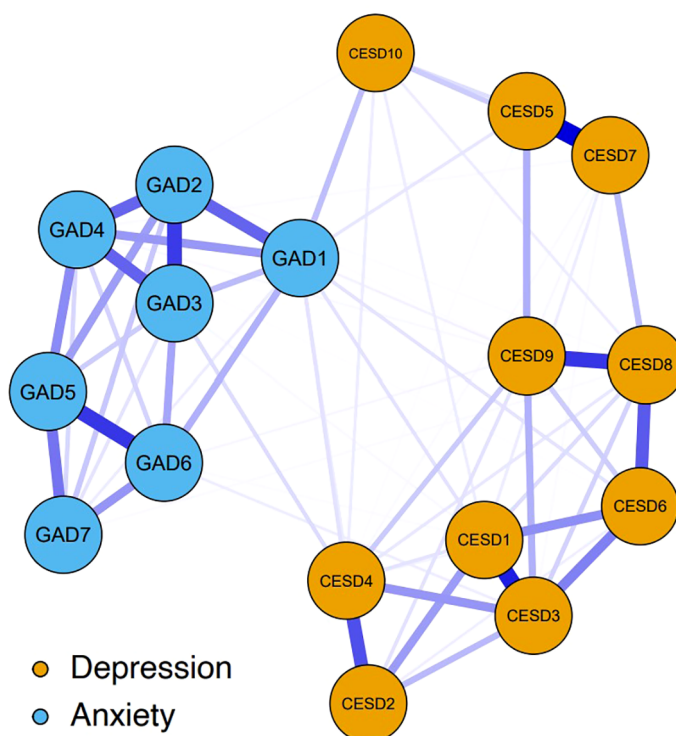 CESD10
CESD5
CESD7
GAD2
GAD4
GAD1
GAD3
CESD9
CESD8
GAD5
GAD6
CESD6
GAD7
CESD1
CESD4
CESD3
CESD2
Depression
Anxiety